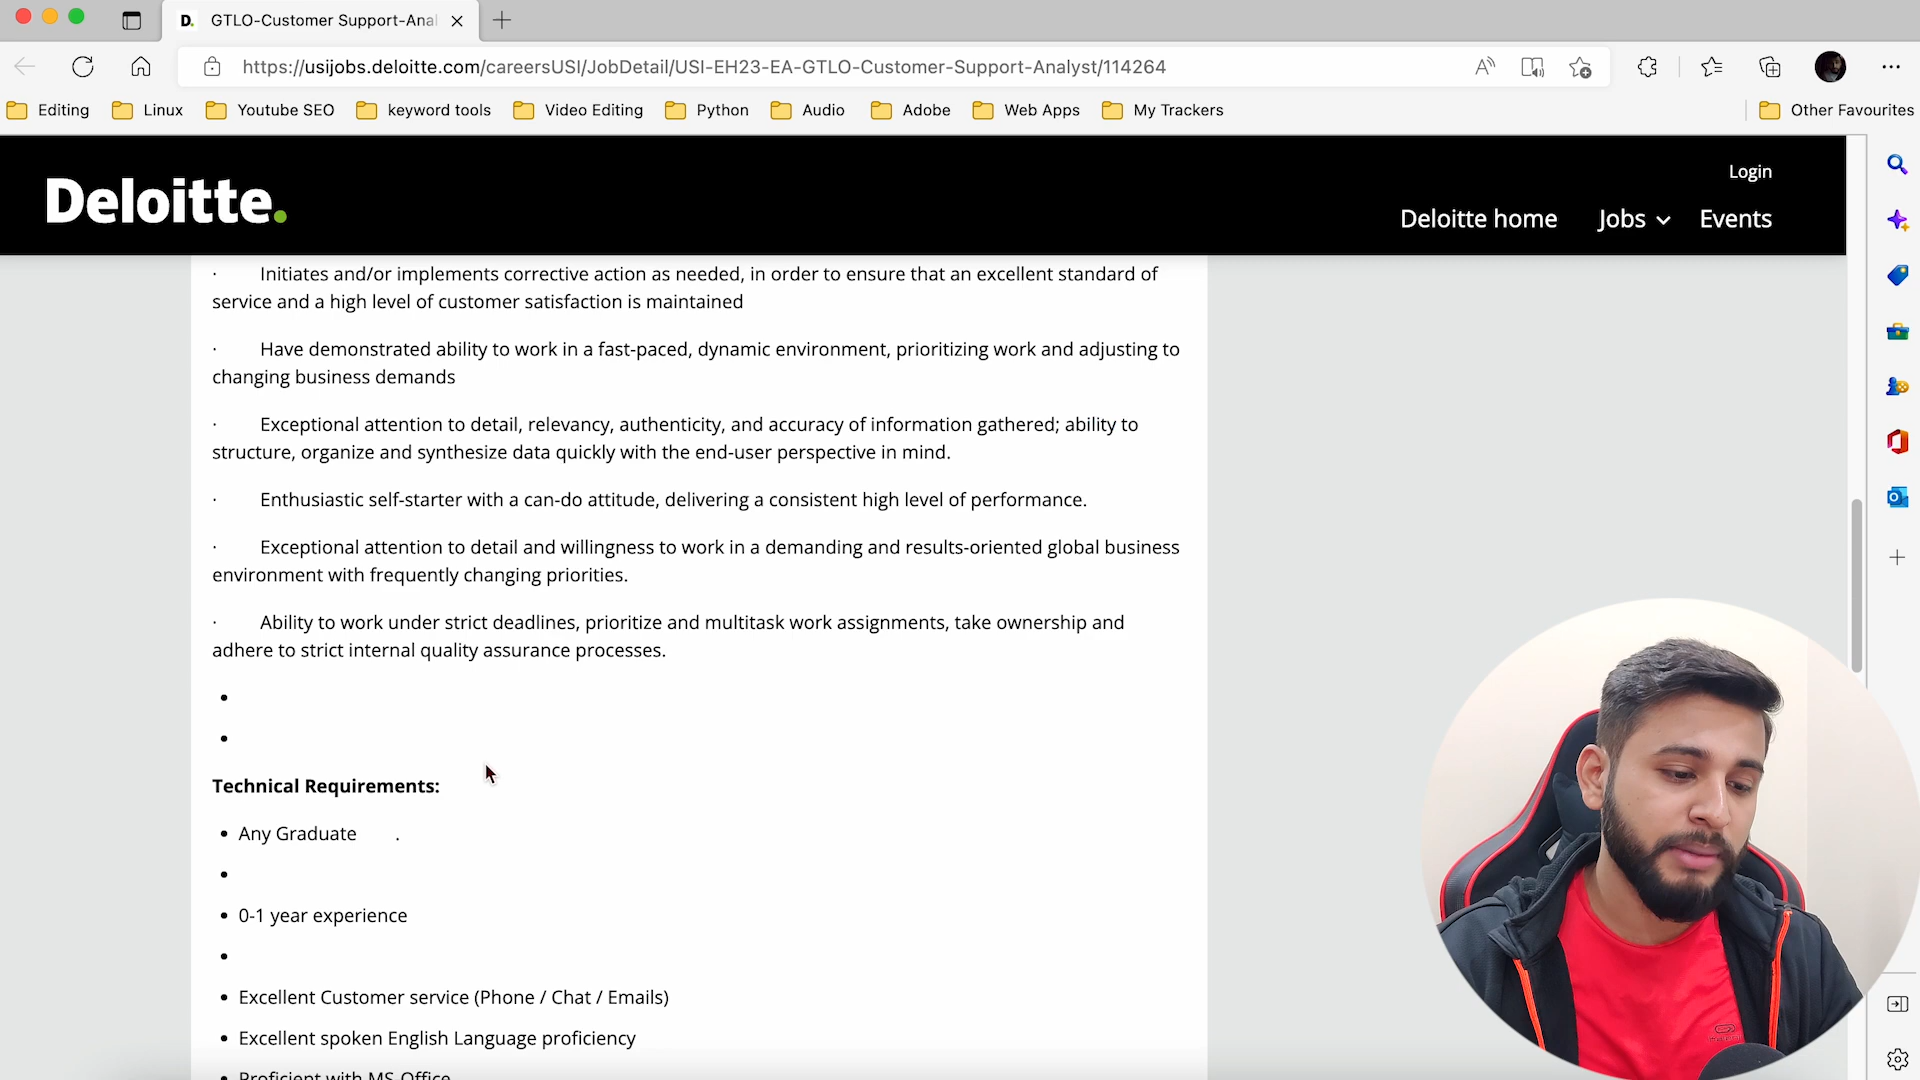 D. GTLO-Customer Support-Anal
https://usijobs.deloitte.com/careersUSI/JobDetail/USI-EH23-EA-GTLO-Customer-Support-Analyst/114264
Editing Linux Youtube SEO keyword tools Video Editing Python Audio Adobe Web Apps My Trackers Other Favourites
Login
Deloitte.
Deloitte home Jobs Events
· Initiates and/or implements corrective action as needed, in order to ensure that an excellent standard of
service and a high level of customer satisfaction is maintained
· Have demonstrated ability to work in a fast-paced, dynamic environment, prioritizing work and adjusting to
changing business demands
· Exceptional attention to detail, relevancy, authenticity, and accuracy of information gathered; ability to
structure, organize and synthesize data quickly with the end-user perspective in mind.
· Enthusiastic self-starter with a can-do attitude, delivering a consistent high level of performance.
· Exceptional attention to detail and willingness to work in a demanding and results-oriented global business
environment with frequently changing priorities.
· Ability to work under strict deadlines, prioritize and multitask work assignments, take ownership and
adhere to strict internal quality assurance processes.
Technical Requirements:
• Any Graduate .
• 0-1 year experience
• Excellent Customer service (Phone / Chat / Emails)
• Excellent spoken English Language proficiency
• Proficient with MS Office